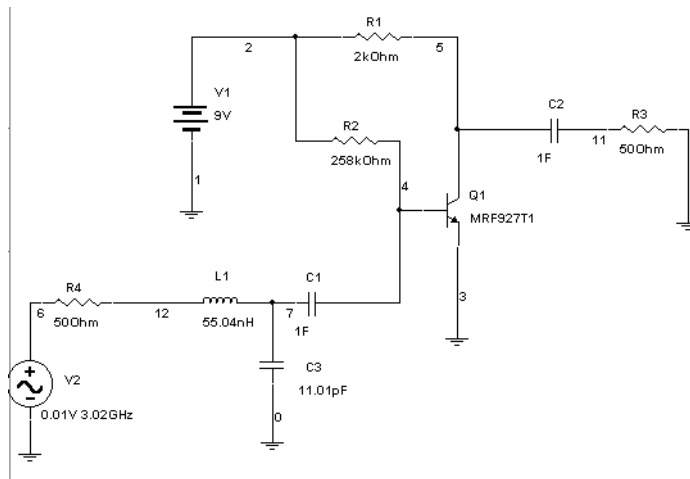 R1
2 5
2kOhm
V1
9V
C2
R3
R2
11
1F
50Ohm
258kOhm
4
1
Q1
MRF927T1
L1
C1
R4
3
6 12 7
50Ohm
55.04nH
1F
C3
V2
11.01pF
0.01V 3.02GHz
0